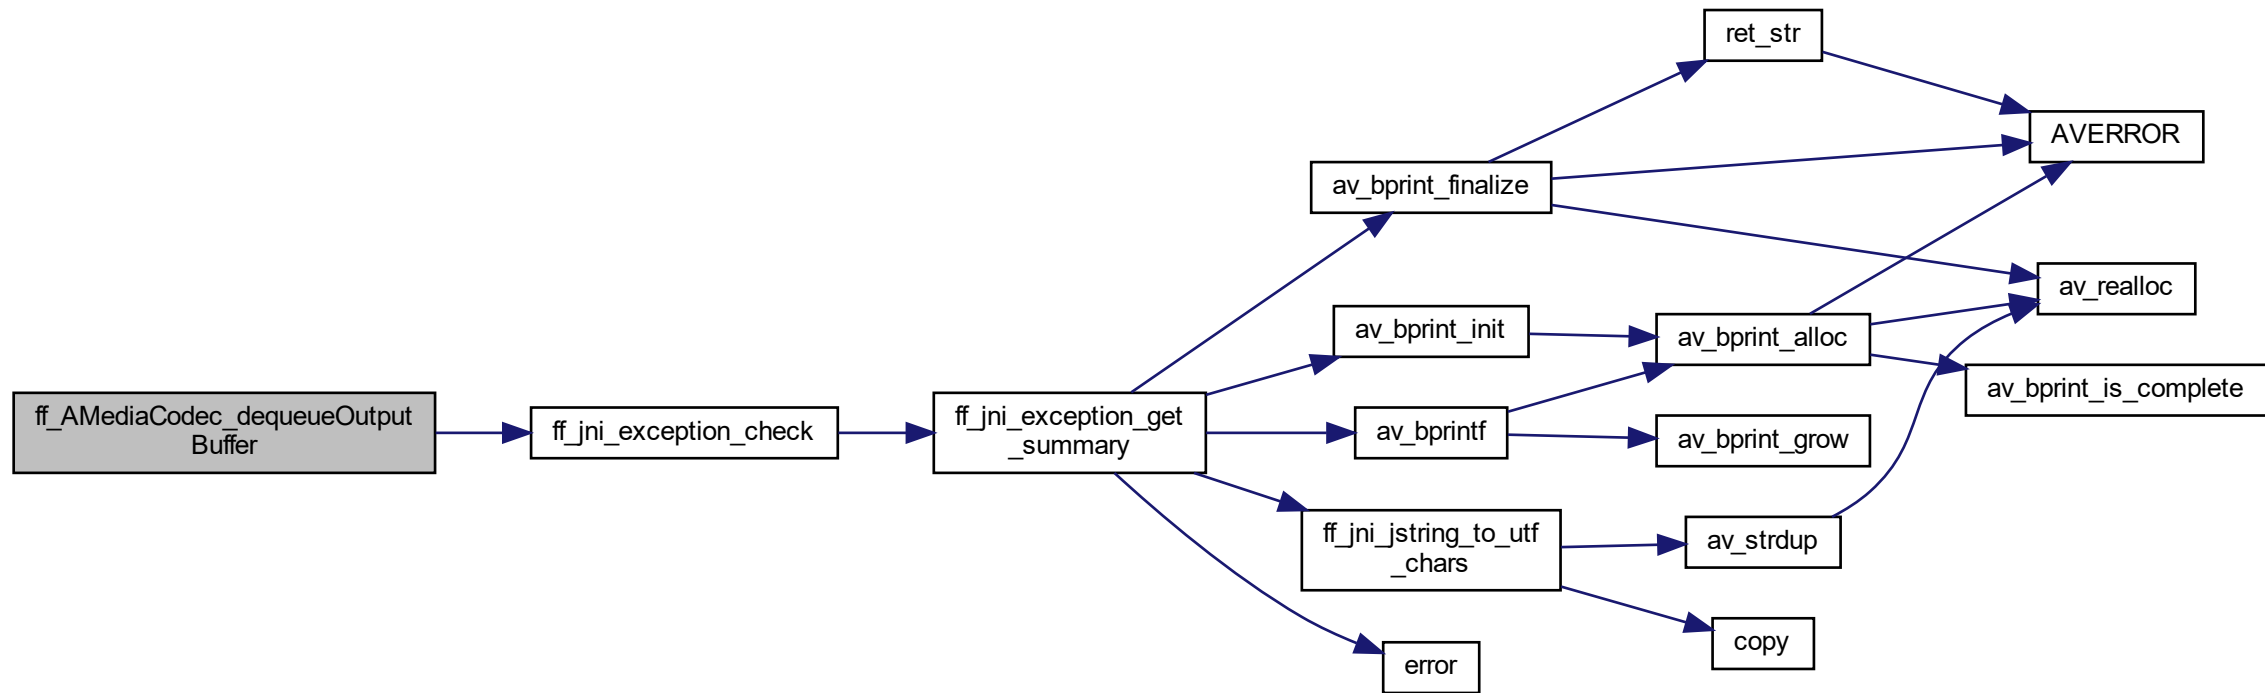 ff_AMediaCodec_dequeueOutput
Buffer
ff_jni_exception_check
ff_jni_exception_get
_summary
av_bprint_finalize
av_bprint_init
av_bprintf
ff_jni_jstring_to_utf
_chars
error
ret_str
av_bprint_alloc
av_bprint_grow
av_strdup
copy
AVERROR
av_realloc
av_bprint_is_complete